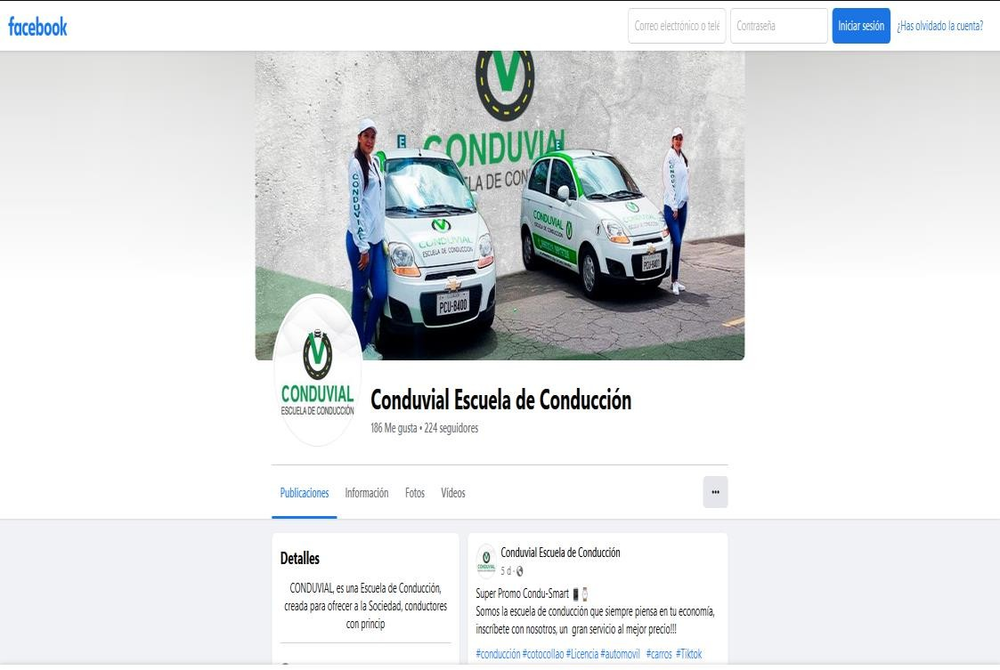 facebook
Correo electrónico o telé
Contraseña
Iniciar sesión
¿Has olvidado la cuenta?
CONDUVIAL
E
E
CONDUVIAL
CONDUVIAL
CONDUVIAL
ESCUELA DE CONDUCCIÓN
CONDUVIAL
ESCUELA DE CONDUCCIÓN
CONDUVIAL
1
PCU-8401
PCU-8400
CONDUVIAL
ESCUELA DE CONDUCCIÓN
Conduvial Escuela de Conducción
186 Me gusta • 224 seguidores
Publicaciones
Información
Fotos
Vídeos
Detalles
CONDUVIAL, es una Escuela de Conducción,
creada para ofrecer a la Sociedad, conductores
con princip
Conduvial Escuela de Conducción
5 d ·
Super Promo Condu-Smart 📱⌚
Somos la escuela de conducción que siempre piensa en tu economía,
inscríbete con nosotros, un gran servicio al mejor precio!!!
#conducción #cotocollao #Licencia #automovil #carros #Tiktok